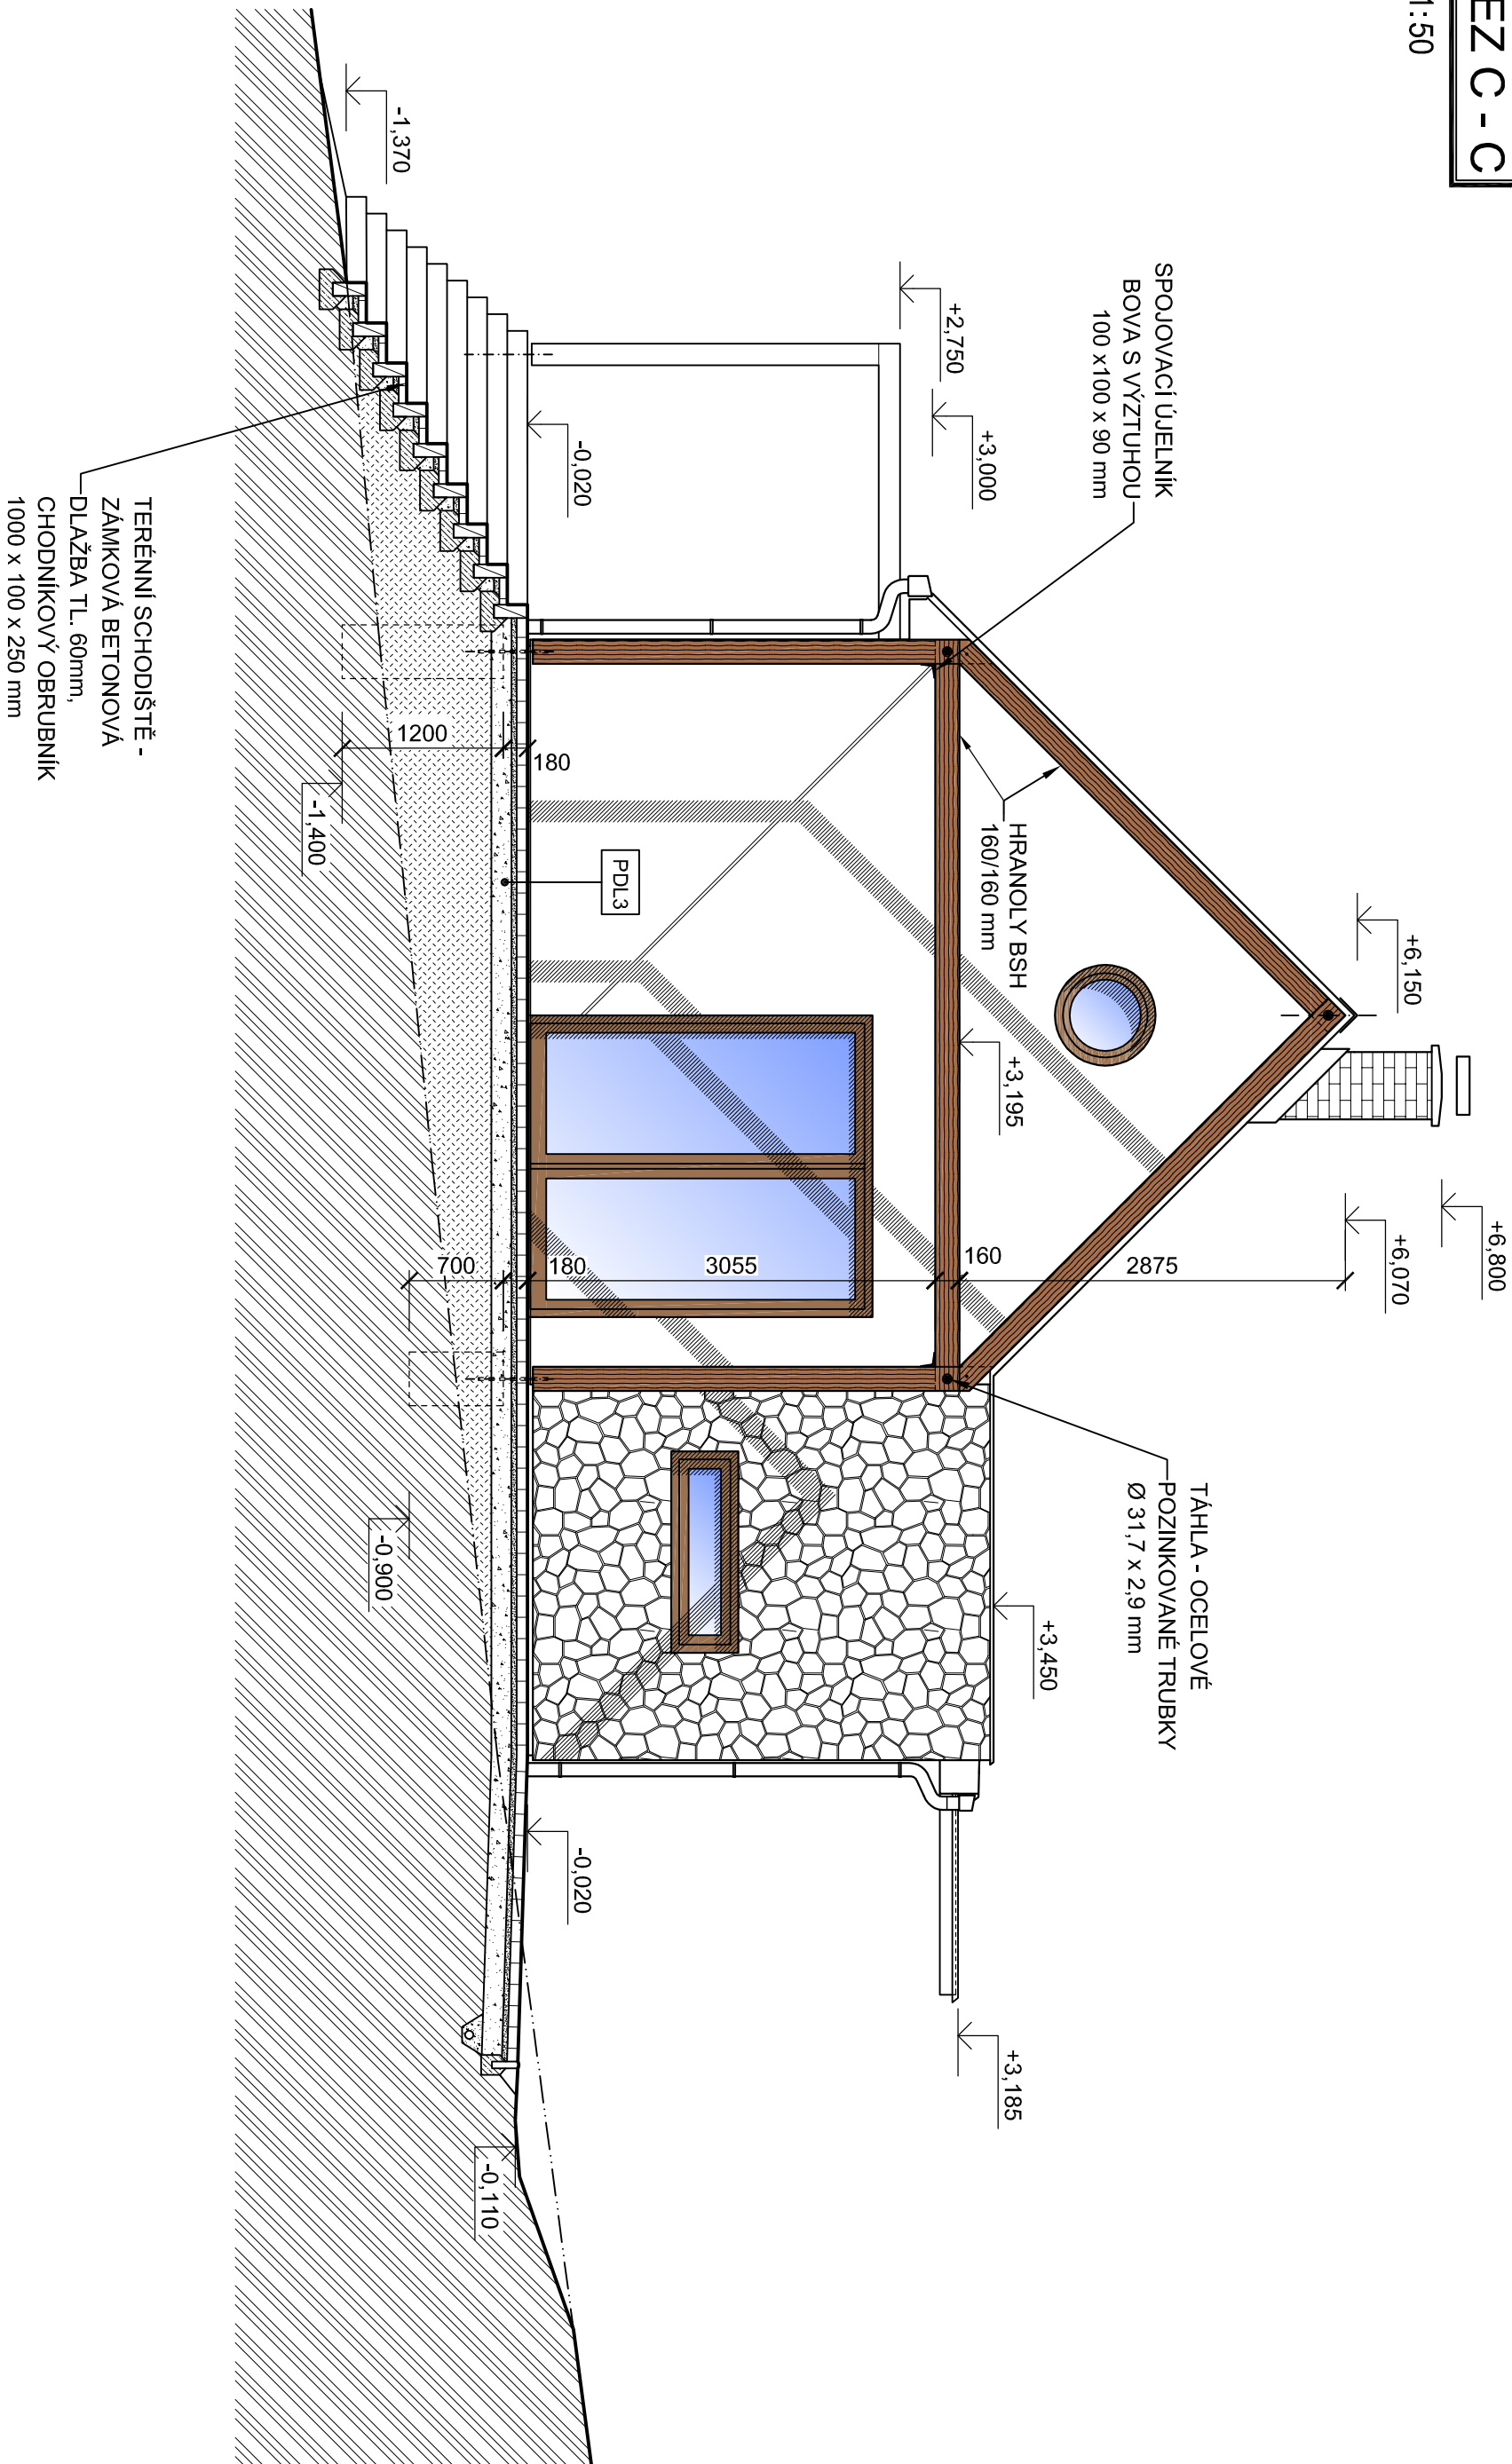 EZ C - C
1:50
+6,800
+6,150
+6,070
SPOJOVACÍ ÚJELNÍK
BOVA S VÝZTUHOU
100 x100 x 90 mm
TÁHLA - OCELOVÉ
POZINKOVANÉ TRUBKY
Ø 31,7 x 2,9 mm
2875
HRANOLY BSH
160/160 mm
+3,450
+3,000
+2,750
+3,195
+3,185
160
3055
PDL3
-0,020
-0,020
180
180
1200
700
-0,110
-1,370
-1,400
-0,900
TERÉNNÍ SCHODIŠTĚ -
ZÁMKOVÁ BETONOVÁ
DLAŽBA TL. 60mm,
CHODNÍKOVÝ OBRUBNÍK
1000 x 100 x 250 mm